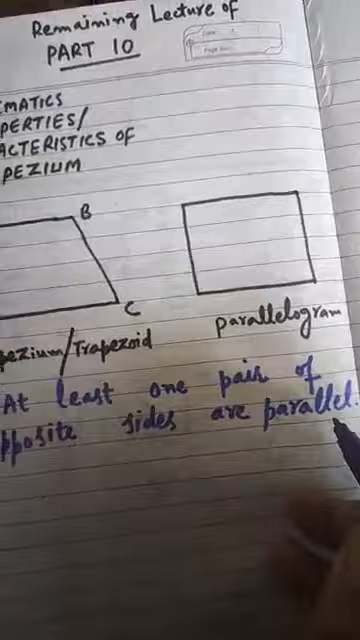 Remaining Lecture of
PART 10
EMATICS
PERTIES/
ACTERISTICS OF
PEZIUM
B
C
pezium/Trapezoid
parallelogram
At least one pair of
pposite sides are parallel.